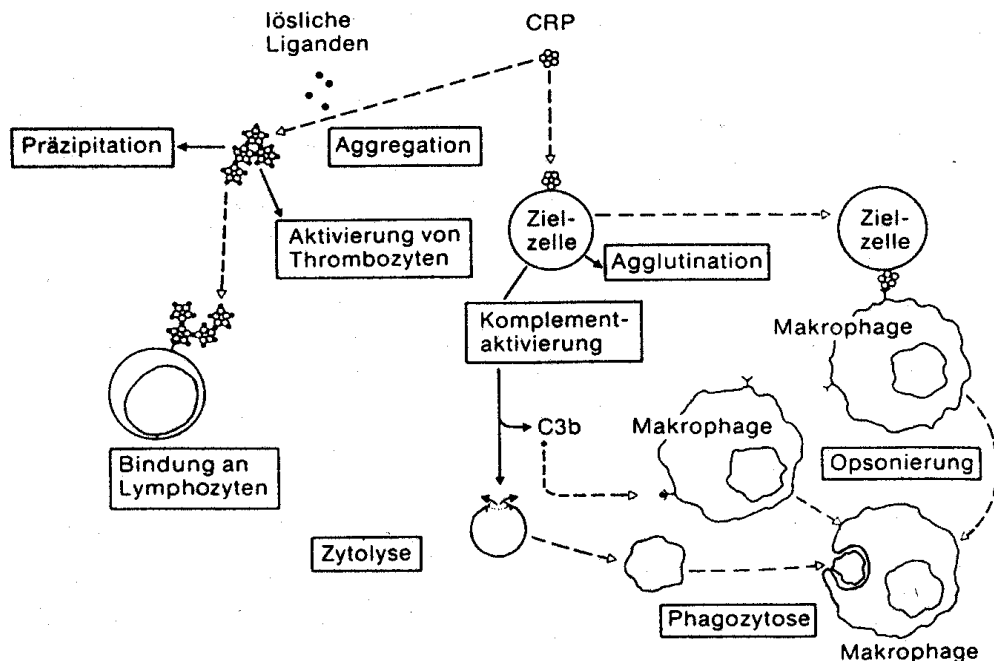 lösliche
Liganden
CRP
Präzipitation
Aggregation
Aktivierung von
Thrombozyten
Ziel-
zelle
Ziel-
zelle
Agglutination
Komplement-
aktivierung
Makrophage
C3b
Makrophage
Bindung an
Lymphozyten
Opsonierung
Zytolyse
Phagozytose
Makrophage